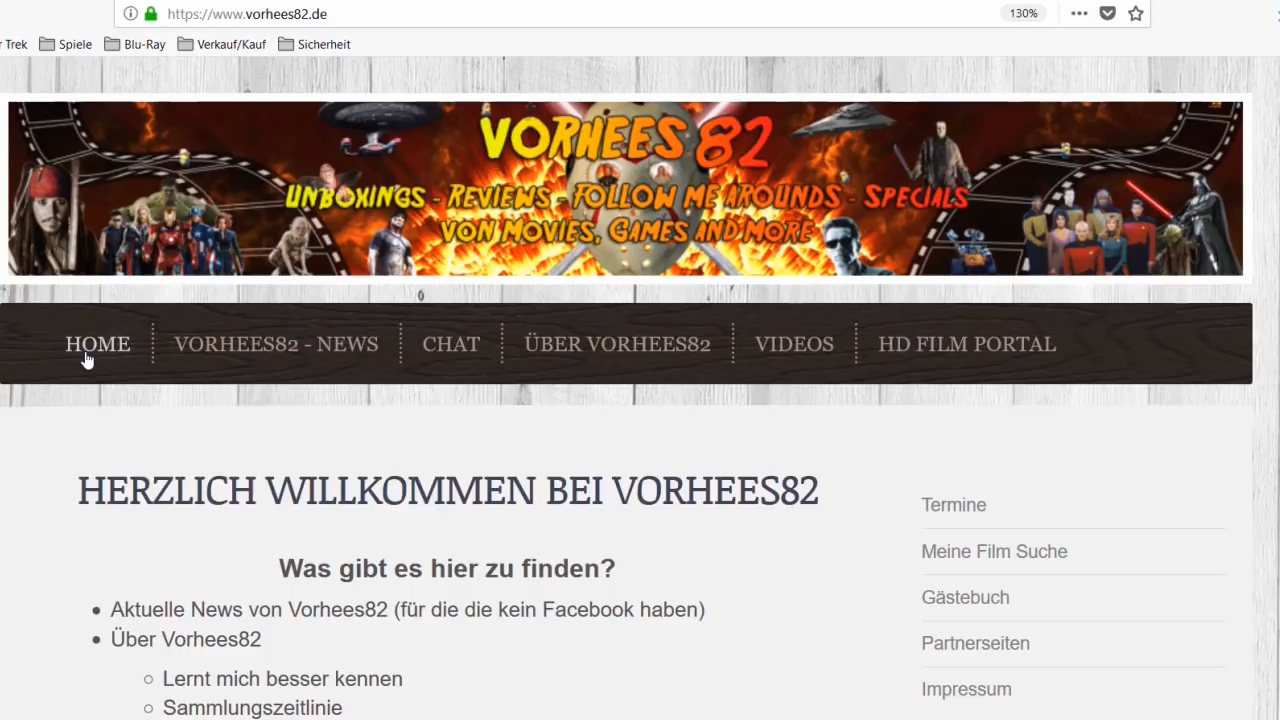 https://www.vorhees82.de
130%
r Trek Spiele Blu-Ray Verkauf/Kauf Sicherheit
VORHEES 82
UNBOXINGS - REVIEWS - FOLLOW ME AROUNDS - SPECIALS
VON MOVIES, GAMES AND MORE
HOME VORHEES82 - NEWS CHAT ÜBER VORHEES82 VIDEOS HD FILM PORTAL
HERZLICH WILLKOMMEN BEI VORHEES82
Was gibt es hier zu finden?
Aktuelle News von Vorhees82 (für die die kein Facebook haben)
Über Vorhees82
Lernt mich besser kennen
Sammlungszeitlinie
Termine
Meine Film Suche
Gästebuch
Partnerseiten
Impressum